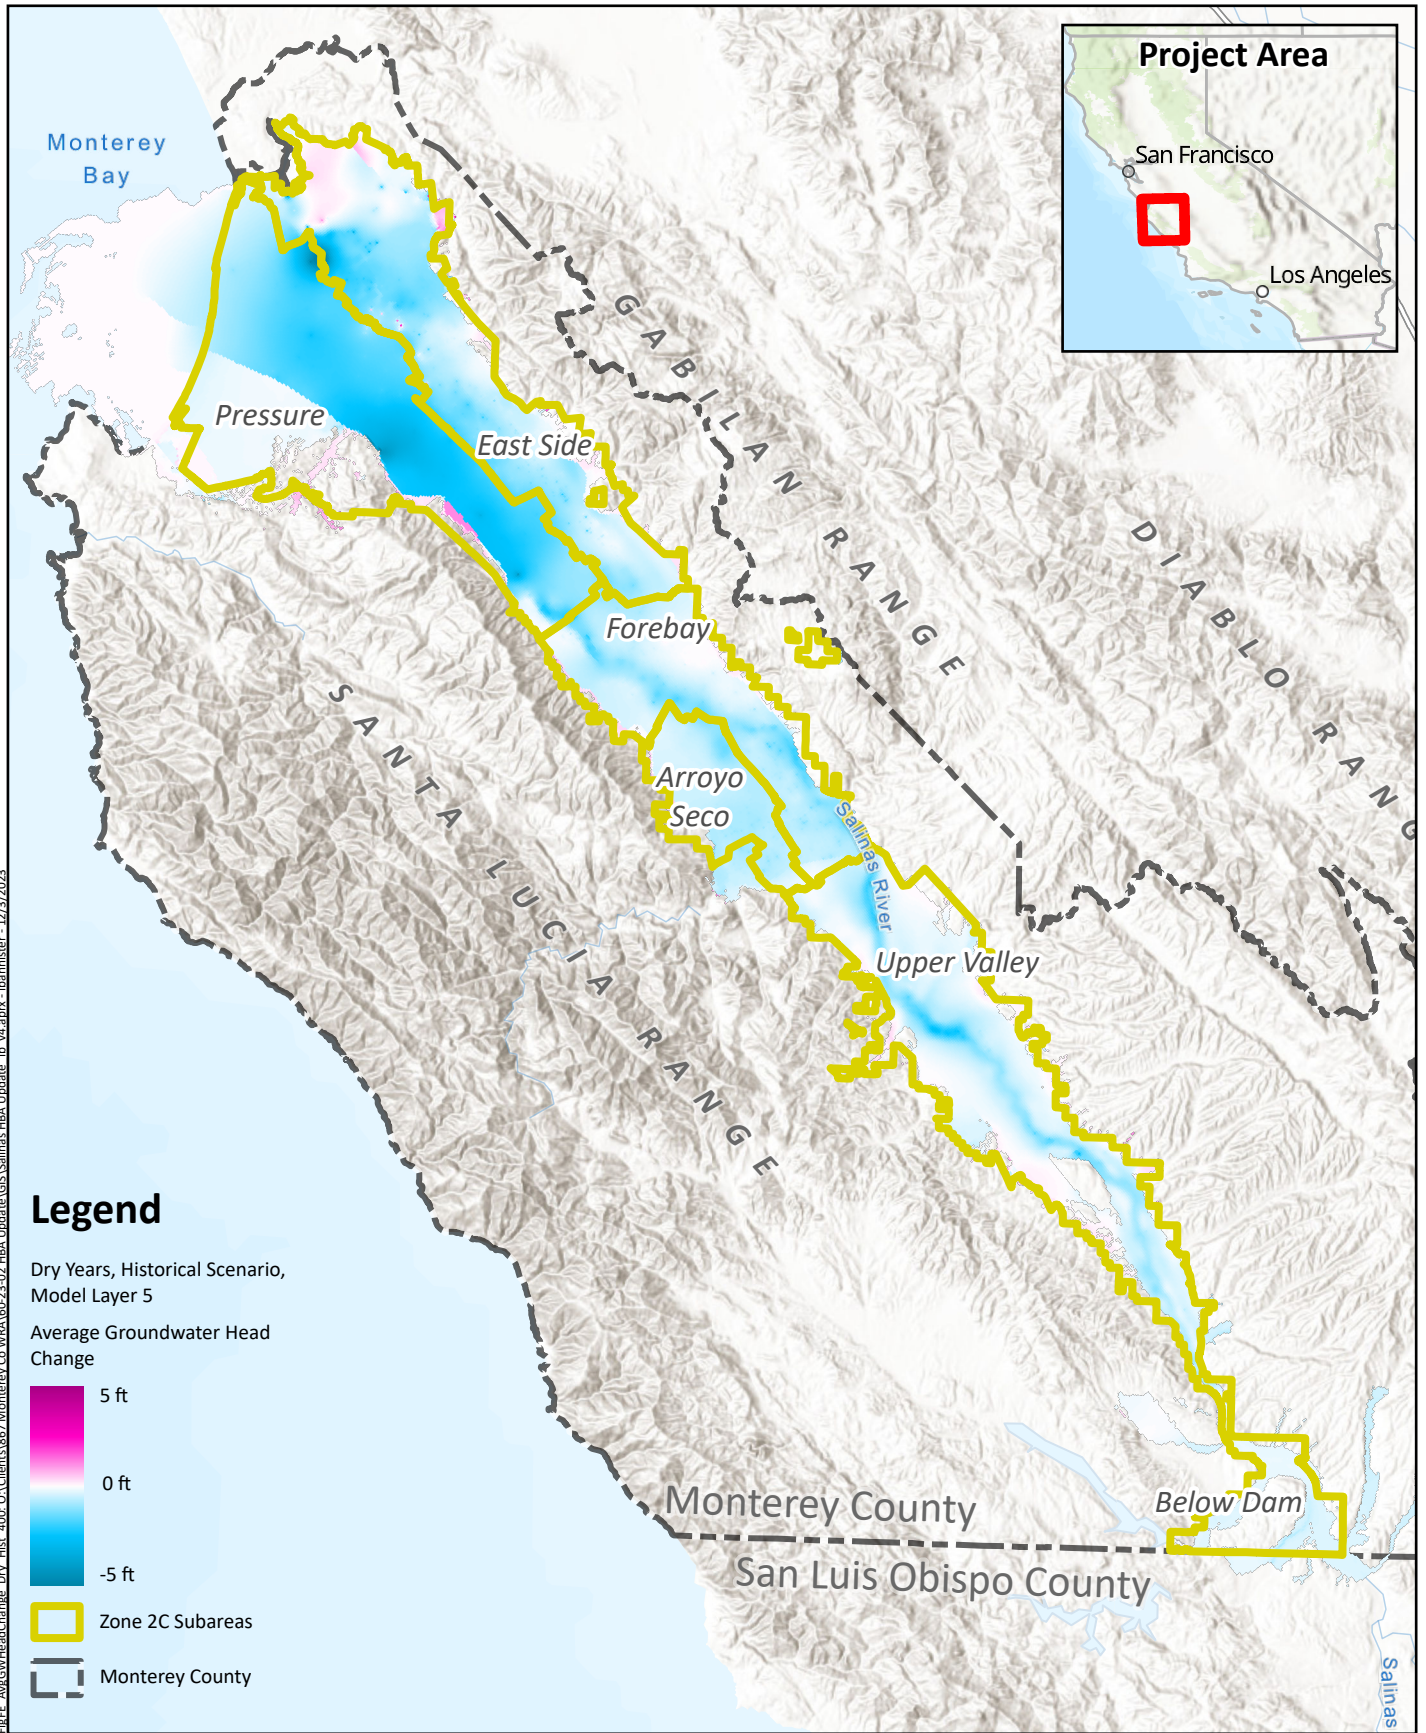 Project Area
San Francisco
Los Angeles
Monterey
Bay
GABILAN RANGE
DIABLO RANG
Pressure
East Side
Forebay
Arroyo
Seco
Salinas River
Upper Valley
SANTA LUCIA RANGE
Below Dam
Monterey County
San Luis Obispo County
Salinas
Legend
Dry Years, Historical Scenario,
Model Layer 5
Average Groundwater Head
Change
5 ft
0 ft
-5 ft
Zone 2C Subareas
Monterey County